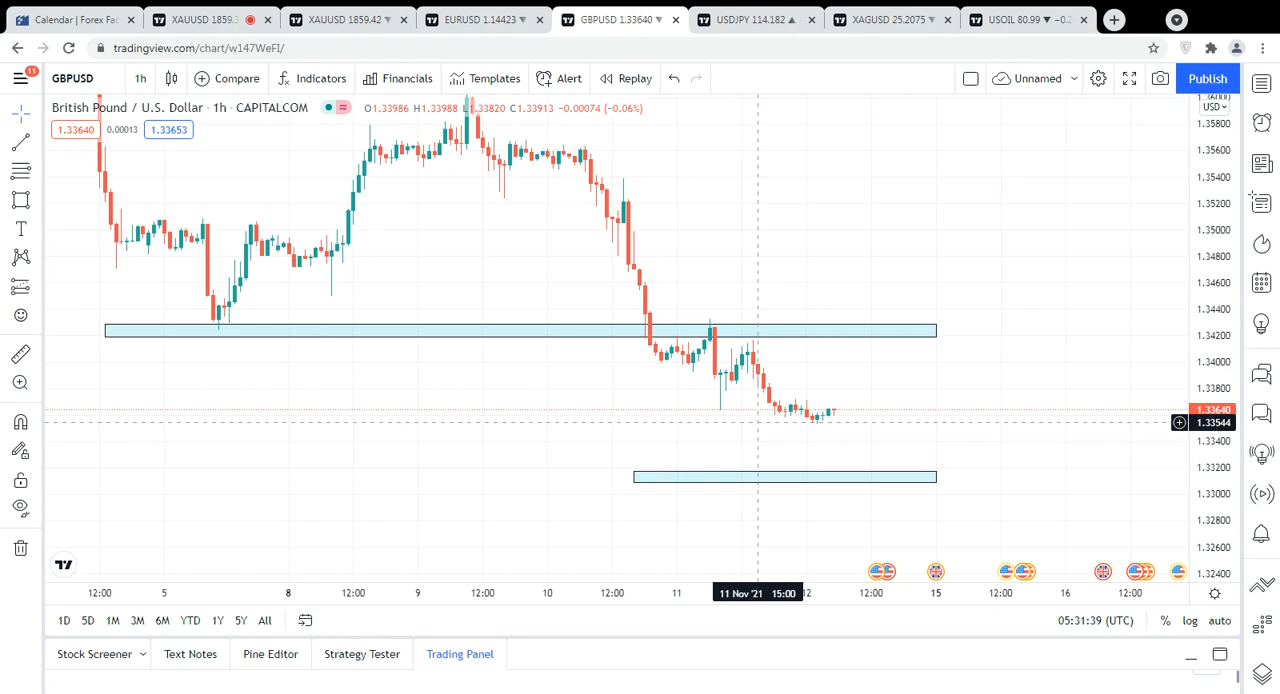 Calendar | Forex Fac
XAUUSD 1859.
XAUUSD 1859.42 ▼
EURUSD 1.14423 ▼
GBPUSD 1.33640 ▼
USDJPY 114.182 ▲
XAGUSD 25.2075 ▼
USOIL 80.99 ▼ −0.2
tradingview.com/chart/w147WeFI/
11
GBPUSD 1h Compare Indicators Financials Templates Alert Replay Unnamed Publish
British Pound / U.S. Dollar · 1h · CAPITALCOM O1.33986 H1.33988 L1.33820 C1.33913 −0.00074 (−0.06%)
1.33640 0.00013 1.33653
1.36000
USD
1.35800
1.35600
1.35400
1.35200
1.35000
1.34800
1.34600
1.34400
1.34200
1.34000
1.33800
1.33640
1.33544
1.33400
1.33200
1.33000
1.32800
1.32600
1.32400
12:00 5 12:00 8 12:00 9 12:00 10 12:00 11 11 Nov '21 15:00 12 12:00 15 12:00 16 12:00
1D 5D 1M 3M 6M YTD 1Y 5Y All 05:31:39 (UTC) % log auto
Stock Screener Text Notes Pine Editor Strategy Tester Trading Panel